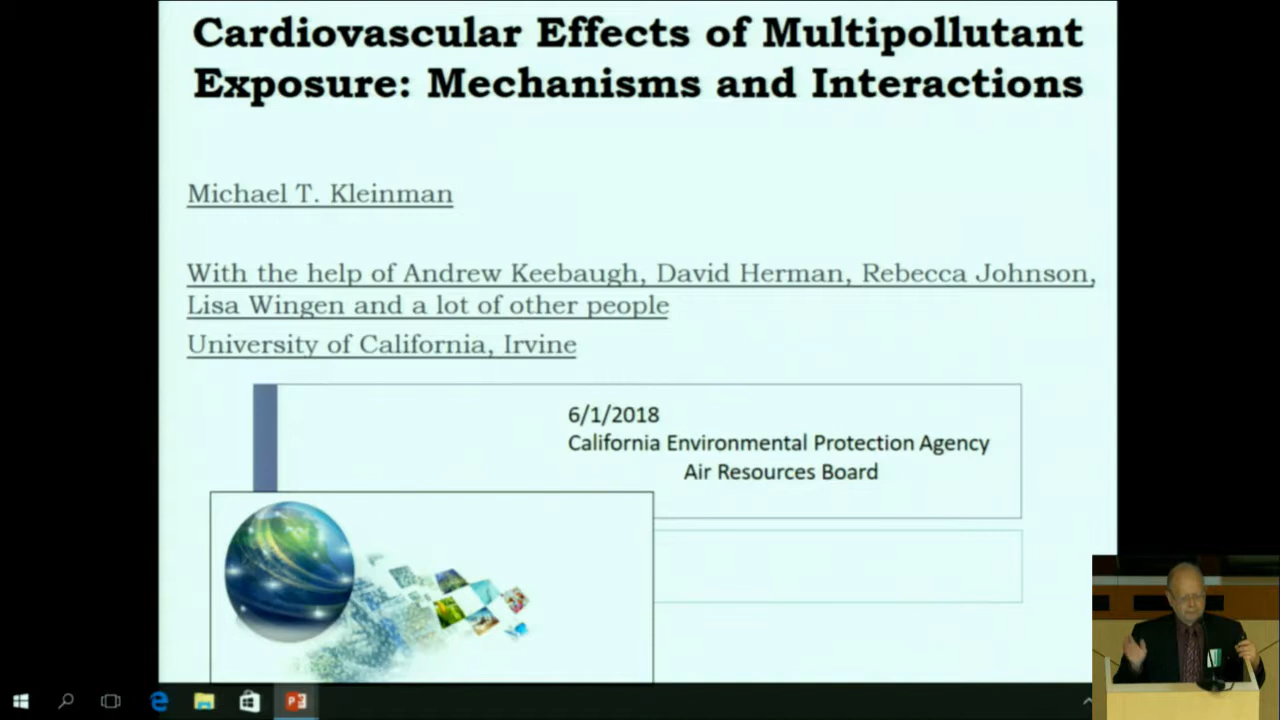 Cardiovascular Effects of Multipollutant
Exposure: Mechanisms and Interactions
Michael T. Kleinman
With the help of Andrew Keebaugh, David Herman, Rebecca Johnson,
Lisa Wingen and a lot of other people
University of California, Irvine
6/1/2018
California Environmental Protection Agency
Air Resources Board